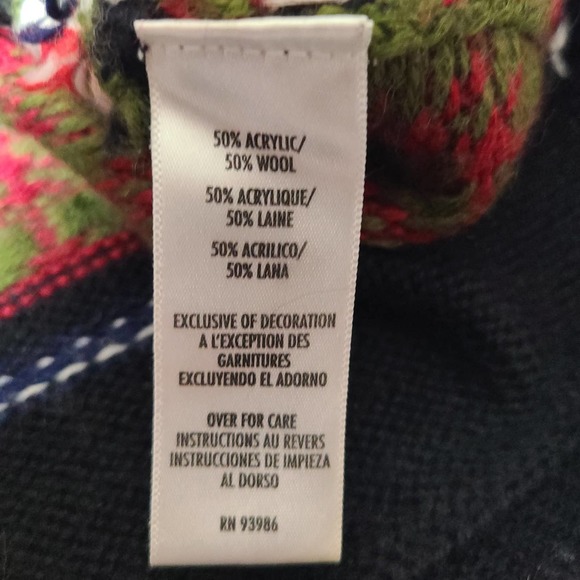 50% ACRYLIC/
50% WOOL
50% ACRYLIQUE/
50% LAINE
50% ACRILICO/
50% LANA
EXCLUSIVE OF DECORATION
A L'EXCEPTION DES
GARNITURES
EXCLUYENDO EL ADORNO
OVER FOR CARE
INSTRUCTIONS AU REVERS
INSTRUCCIONES DE IMPIEZA
AL DORSO
RN 93986